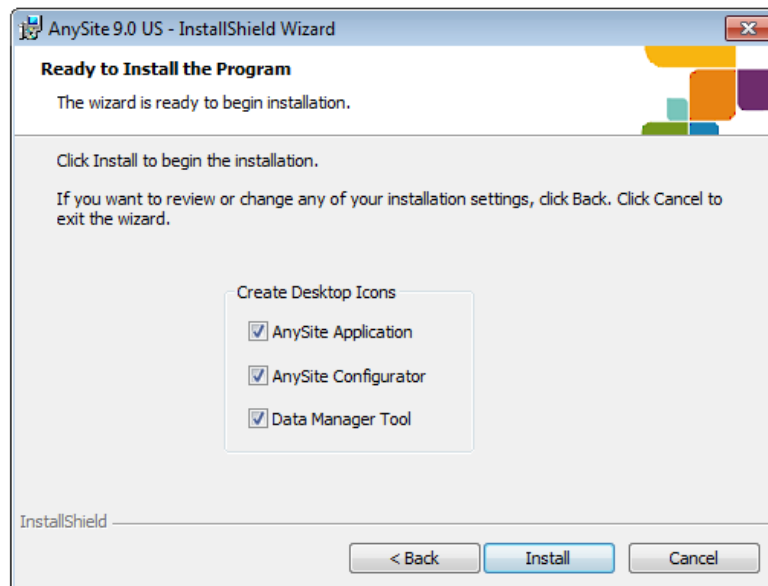 AnySite 9.0 US - InstallShield Wizard
Ready to Install the Program
The wizard is ready to begin installation.
Click Install to begin the installation.
If you want to review or change any of your installation settings, click Back. Click Cancel to
exit the wizard.
Create Desktop Icons
AnySite Application
AnySite Configurator
Data Manager Tool
InstallShield
< Back
Install
Cancel